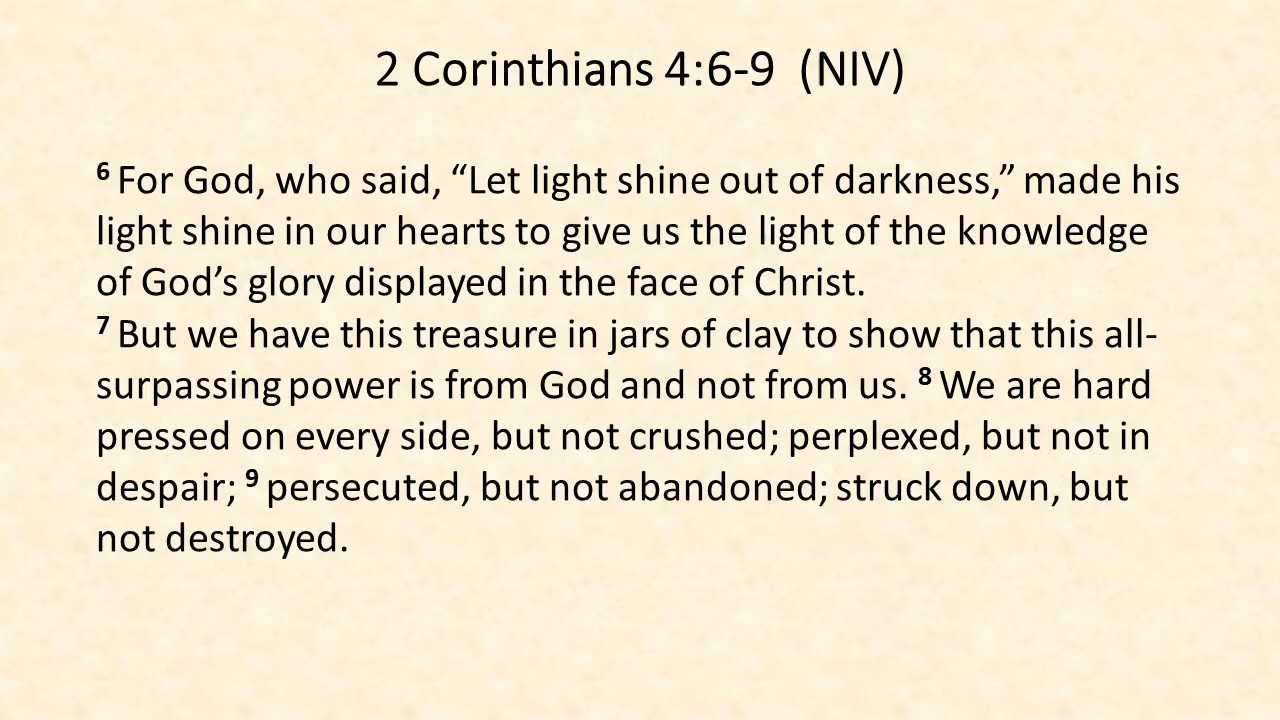 2 Corinthians 4:6-9  (NIV)
6 For God, who said, “Let light shine out of darkness,” made his
light shine in our hearts to give us the light of the knowledge
of God’s glory displayed in the face of Christ.
7 But we have this treasure in jars of clay to show that this all-
surpassing power is from God and not from us. 8 We are hard
pressed on every side, but not crushed; perplexed, but not in
despair; 9 persecuted, but not abandoned; struck down, but
not destroyed.